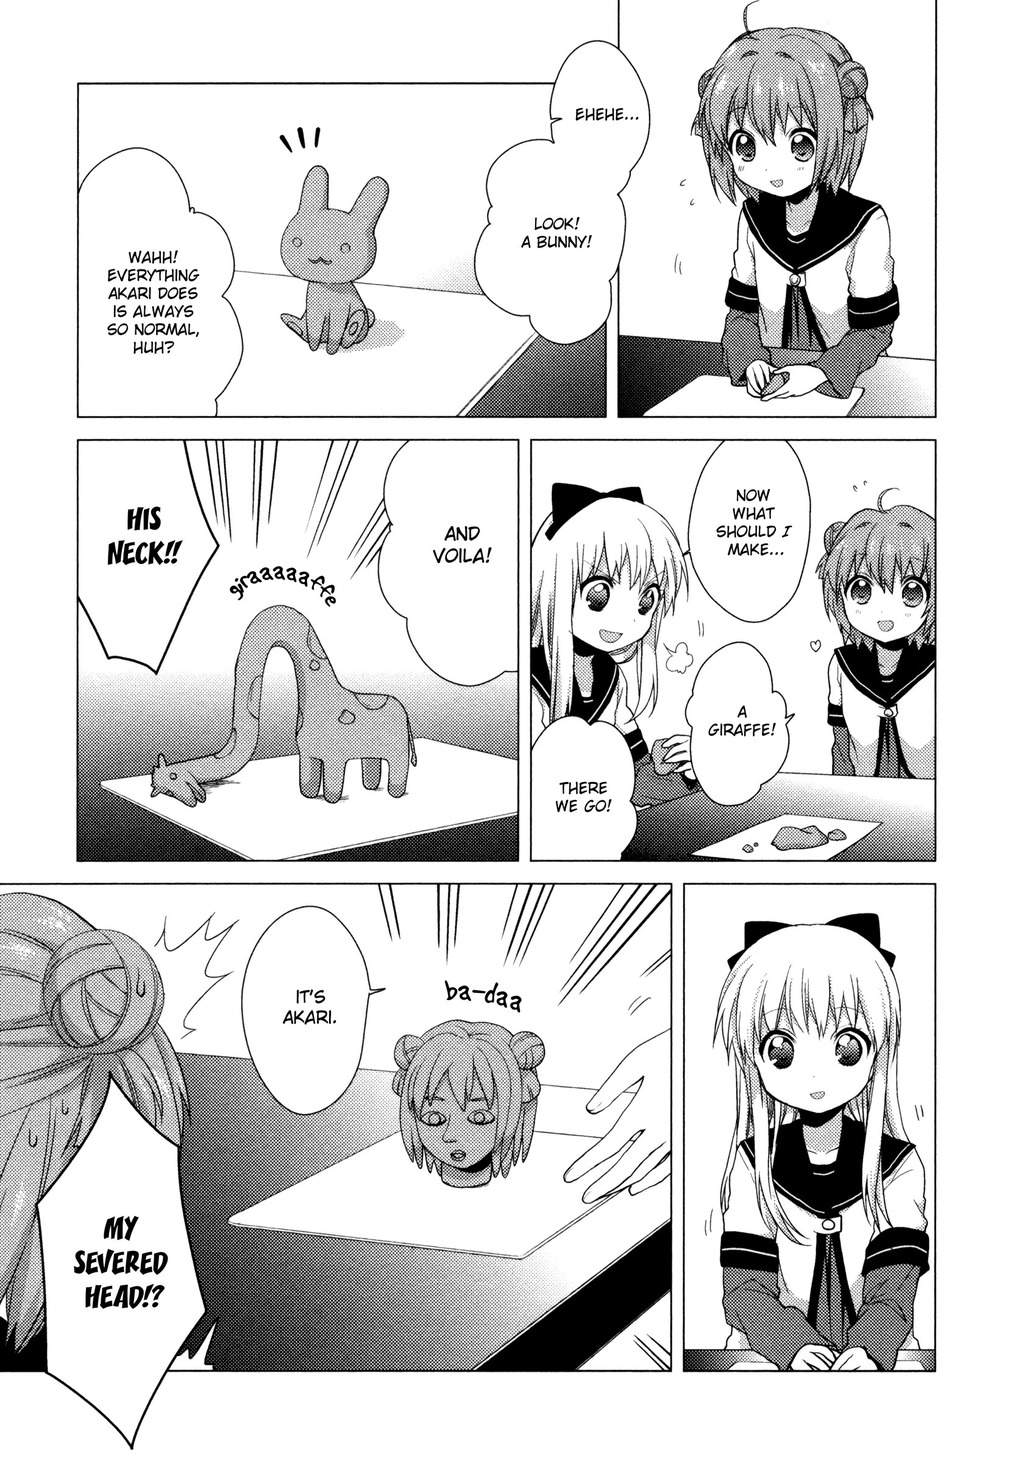 EHEHE...
LOOK!
A BUNNY!
WAHH!
EVERYTHING
AKARI DOES
IS ALWAYS
SO NORMAL,
HUH?
NOW
WHAT
SHOULD I
MAKE...
A
GIRAFFE!
THERE
WE GO!
AND
VOILA!
giraaaaaffe
HIS
NECK!!
IT'S
AKARI.
ba-daa
MY
SEVERED
HEAD!?